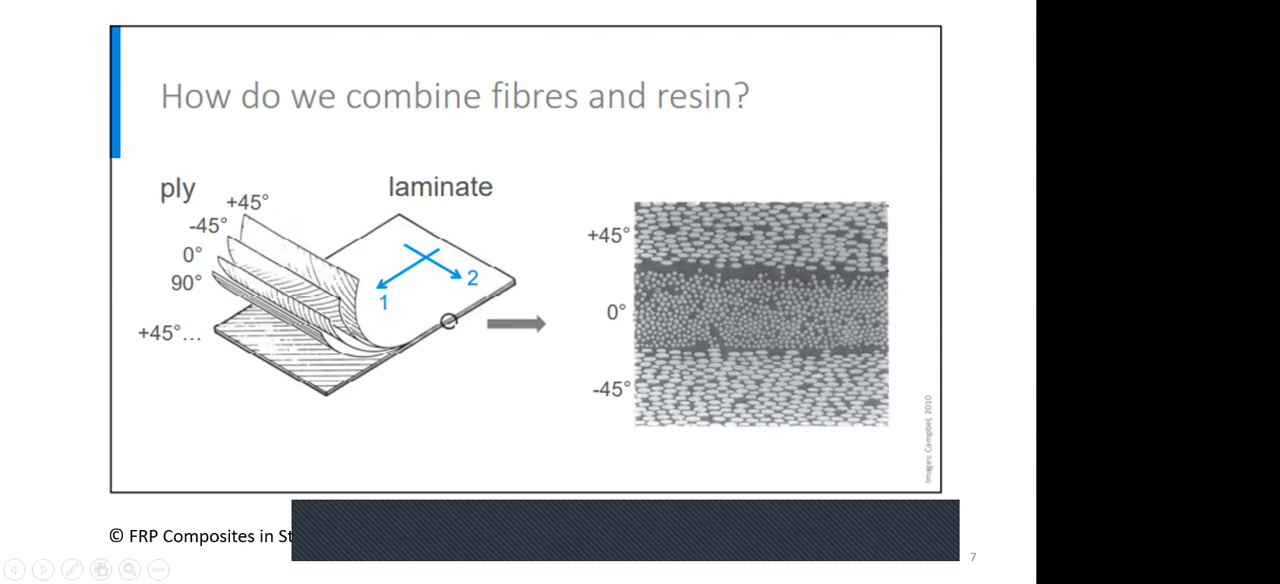 How do we combine fibres and resin?
ply
laminate
+45°
-45°
0°
90°
+45°...
1
2
+45°
0°
-45°
Images: Campbel, 2010
© FRP Composites in St
7